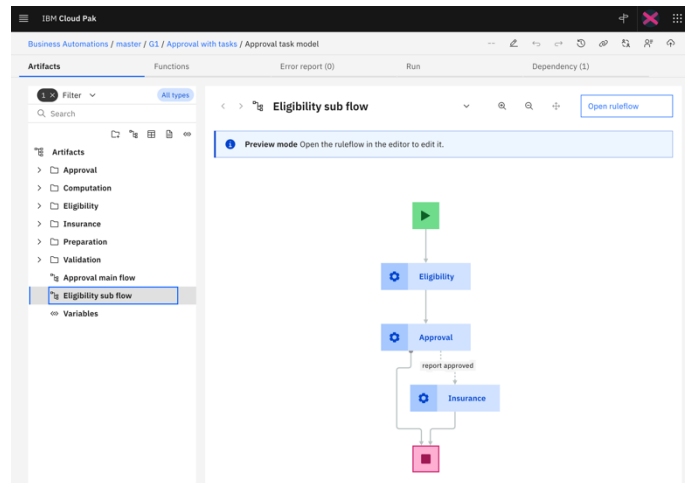 IBM Cloud Pak
Business Automations / master / G1 / Approval with tasks / Approval task model
Artifacts
Functions
Error report (0)
Run
Dependency (1)
1 × Filter
All types
Search
Artifacts
Approval
Computation
Eligibility
Insurance
Preparation
Validation
Approval main flow
Eligibility sub flow
Variables
Eligibility sub flow
Open ruleflow
Preview mode Open the ruleflow in the editor to edit it.
Eligibility
Approval
report approved
Insurance